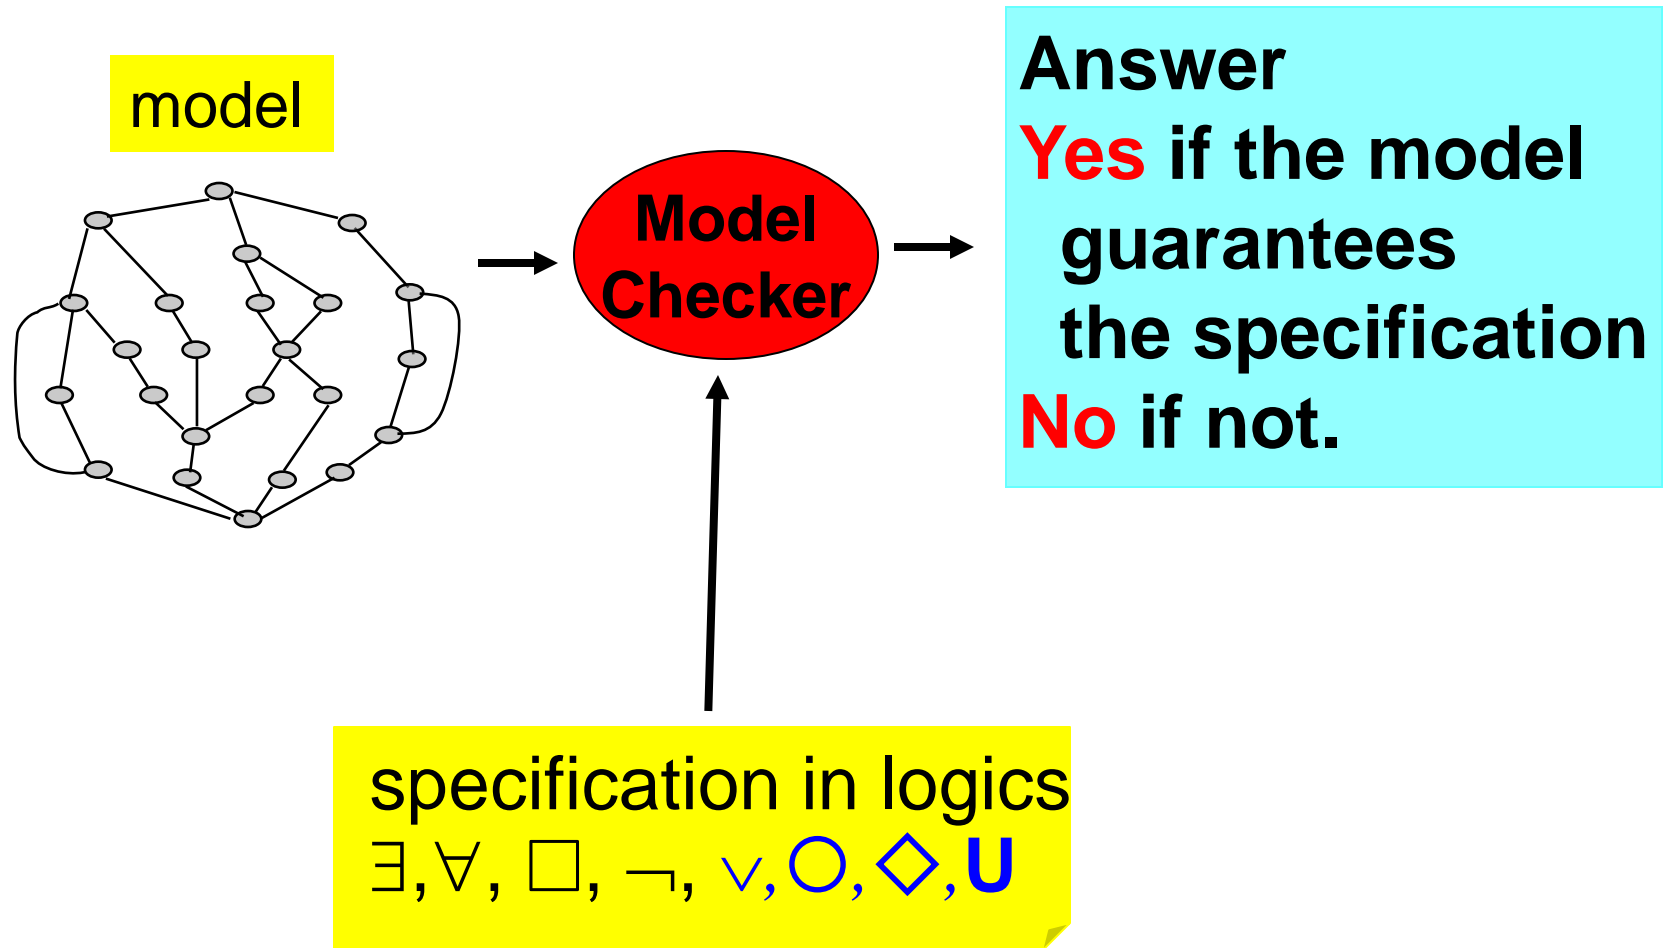 model
Model
Checker
Answer
Yes if the model
guarantees
the specification
No if not.
specification in logics
∃,∀, □, ¬, ∨,○,◇,U